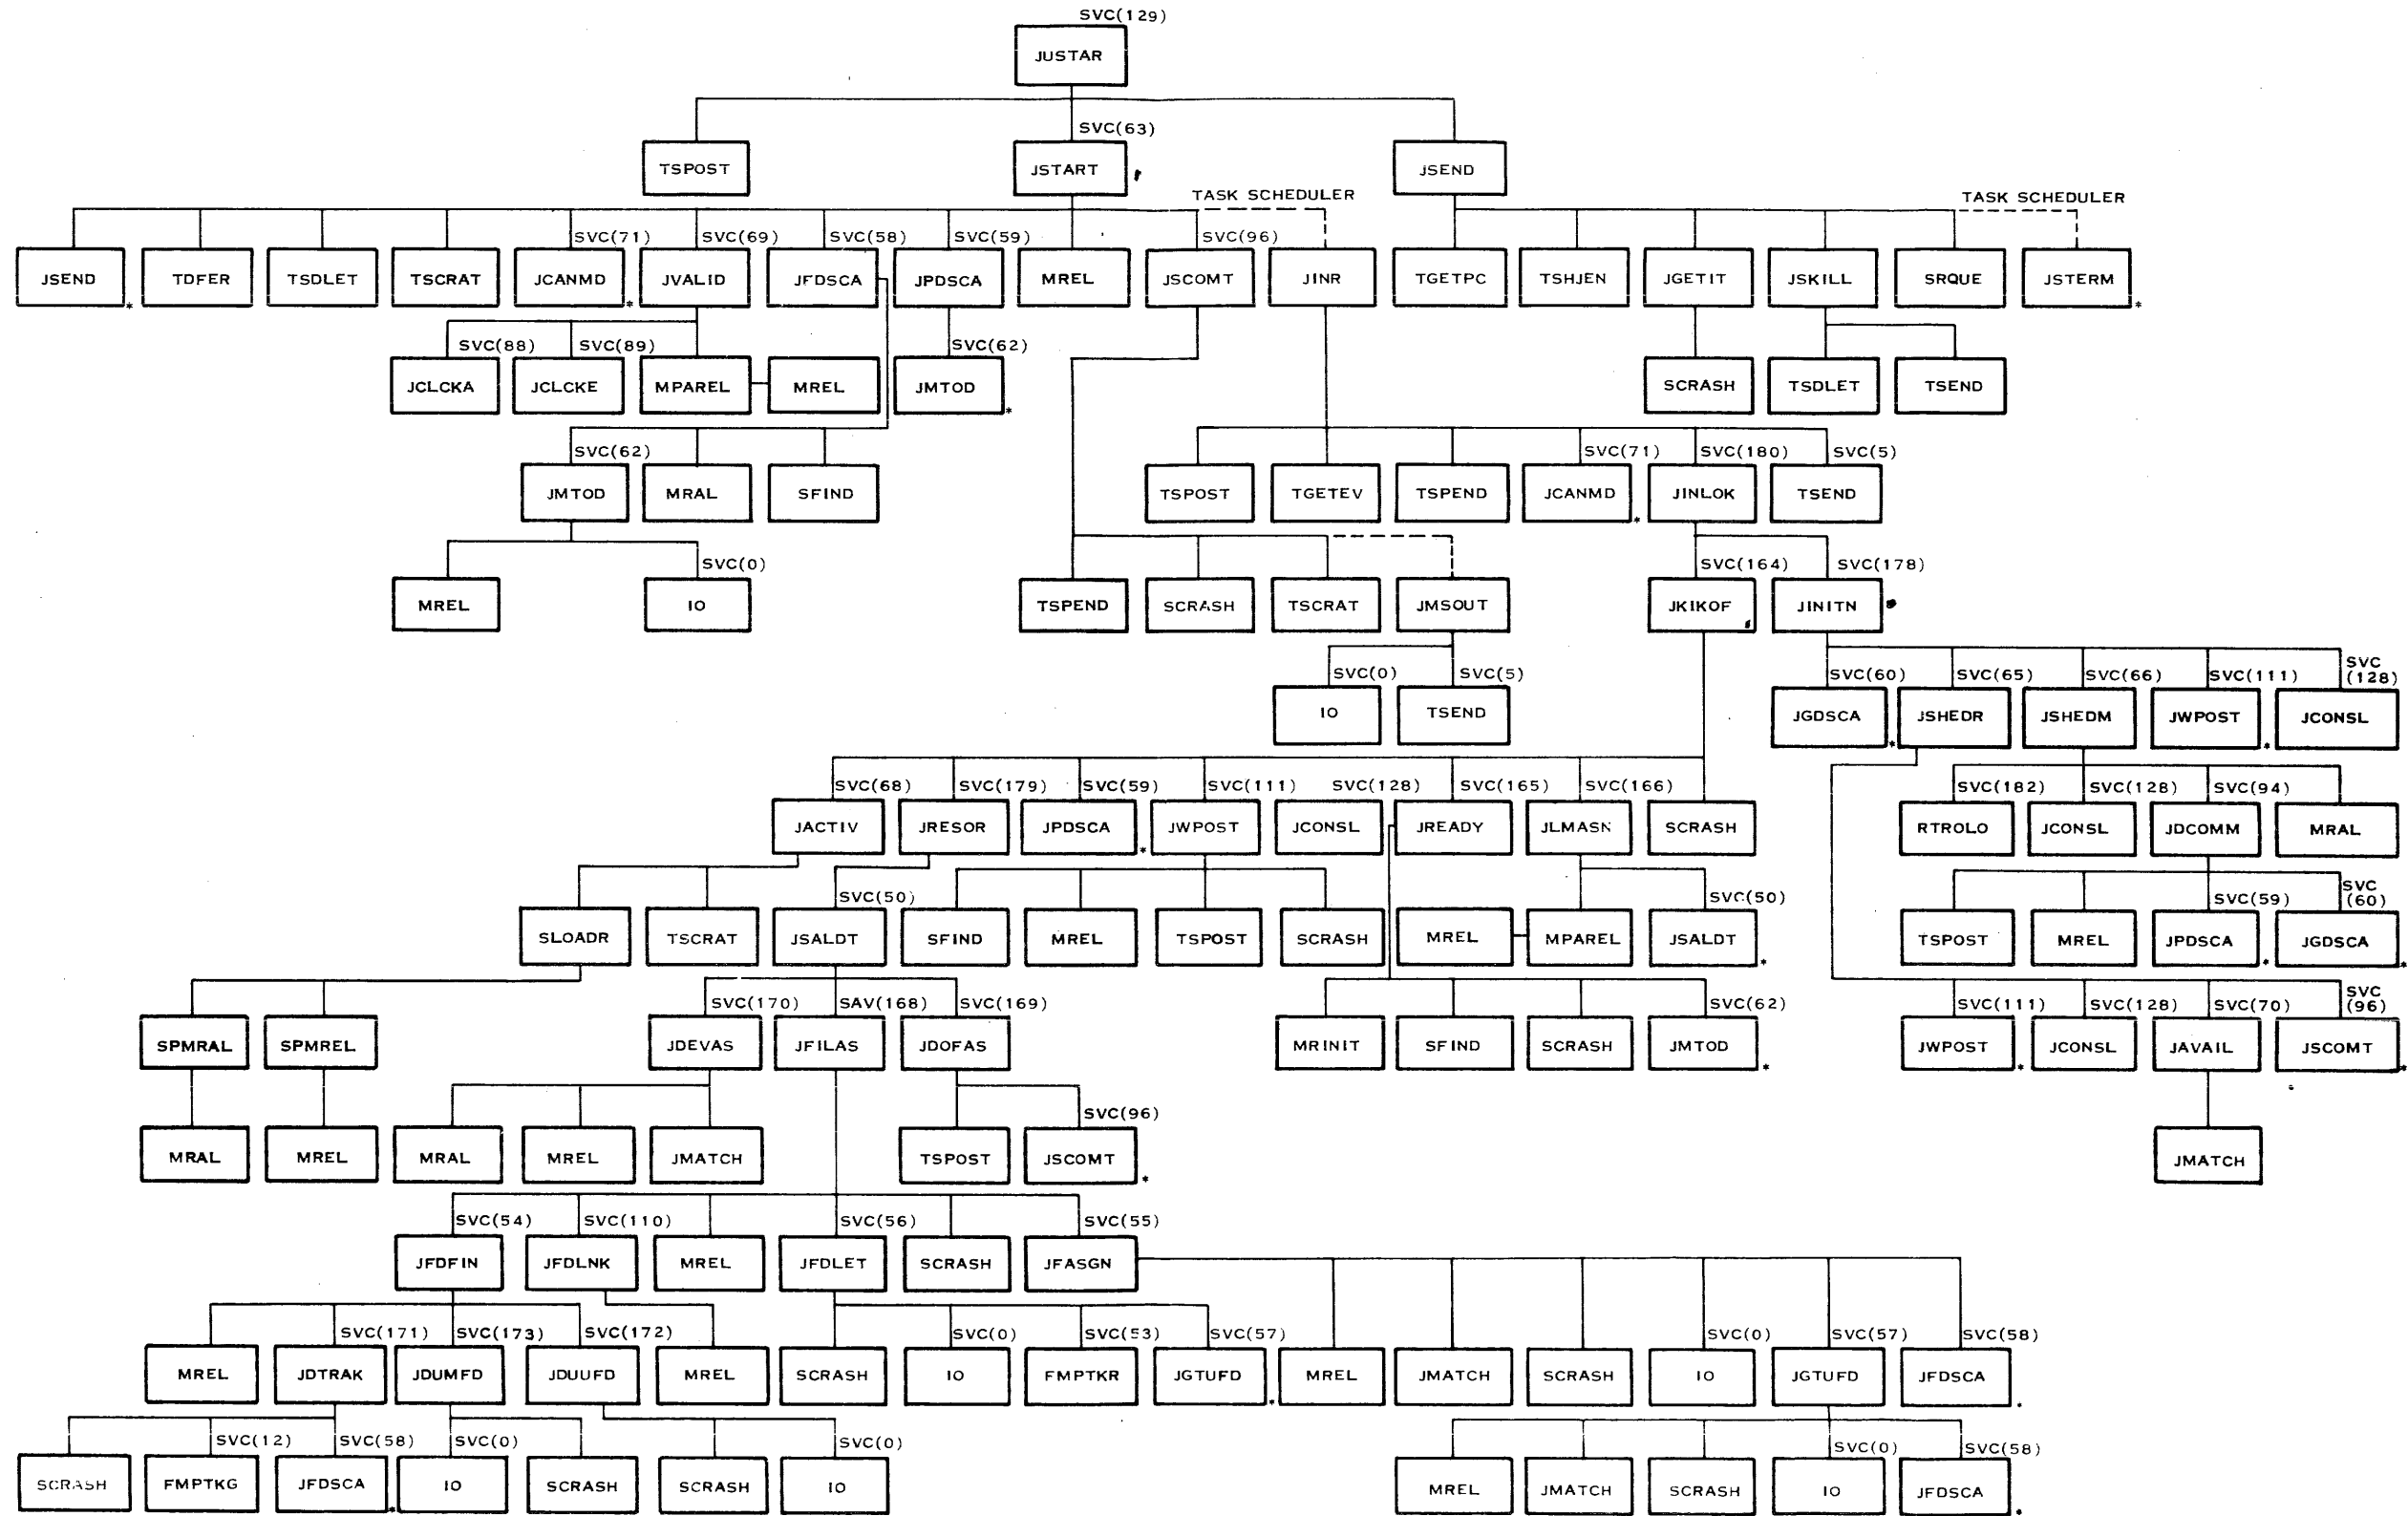 SVC(129)
JUSTAR
SVC(63)
TSPOST JSTART JSEND
TASK SCHEDULER TASK SCHEDULER
SVC(71) SVC(69) SVC(58) SVC(59) SVC(96)
JSEND * TDFER TSDLET TSCRAT JCANMD * JVALID JFDSCA JPDSCA MREL JSCOMT JINR TGETPC TSHJEN JGETIT JSKILL SRQUE JSTERM *
SVC(88) SVC(89) SVC(62)
JCLCKA JCLCKE MPAREL MREL JMTOD * SCRASH TSDLET TSEND
SVC(62) SVC(71) SVC(180) SVC(5)
JMTOD MRAL SFIND TSPOST TGETEV TSPEND JCANMD * JINLOK TSEND
SVC(0) SVC(164) SVC(178)
MREL IO TSPEND SCRASH TSCRAT JMSOUT JKIKOF JINITN
SVC(0) SVC(5) SVC(60) SVC(65) SVC(66) SVC(111) SVC
(128)
IO TSEND JGDSCA * JSHEDR JSHEDM JWPOST * JCONSL
SVC(68) SVC(179) SVC(59) SVC(111) SVC(128) SVC(165) SVC(166) SVC(182) SVC(128) SVC(94)
JACTIV JRESOR JPDSCA * JWPOST JCONSL JREADY JLMASN SCRASH RTROLO JCONSL JDCOMM MRAL
SVC(50) SVC(50) SVC(59) SVC
(60)
SLOADR TSCRAT JSALDT SFIND MREL TSPOST SCRASH MREL MPAREL JSALDT * TSPOST MREL JPDSCA * JGDSCA *
SVC(170) SAV(168) SVC(169) SVC(62) SVC(111) SVC(128) SVC(70) SVC
(96)
SPMRAL SPMREL JDEVAS JFILAS JDOFAS MRINIT SFIND SCRASH JMTOD * JWPOST * JCONSL JAVAIL JSCOMT *
SVC(96)
MRAL MREL MRAL MREL JMATCH TSPOST JSCOMT * JMATCH
SVC(54) SVC(110) SVC(56) SVC(55)
JFDFIN JFDLNK MREL JFDLET SCRASH JFASGN
SVC(171) SVC(173) SVC(172) SVC(0) SVC(53) SVC(57) SVC(0) SVC(57) SVC(58)
MREL JDTRAK JDUMFD JDUUFD MREL SCRASH IO FMPTKR JGTUFD * MREL JMATCH SCRASH IO JGTUFD JFDSCA *
SVC(12) SVC(58) SVC(0) SVC(0) SVC(0) SVC(58)
SCRASH FMPTKG JFDSCA * IO SCRASH SCRASH IO MREL JMATCH SCRASH IO JFDSCA *